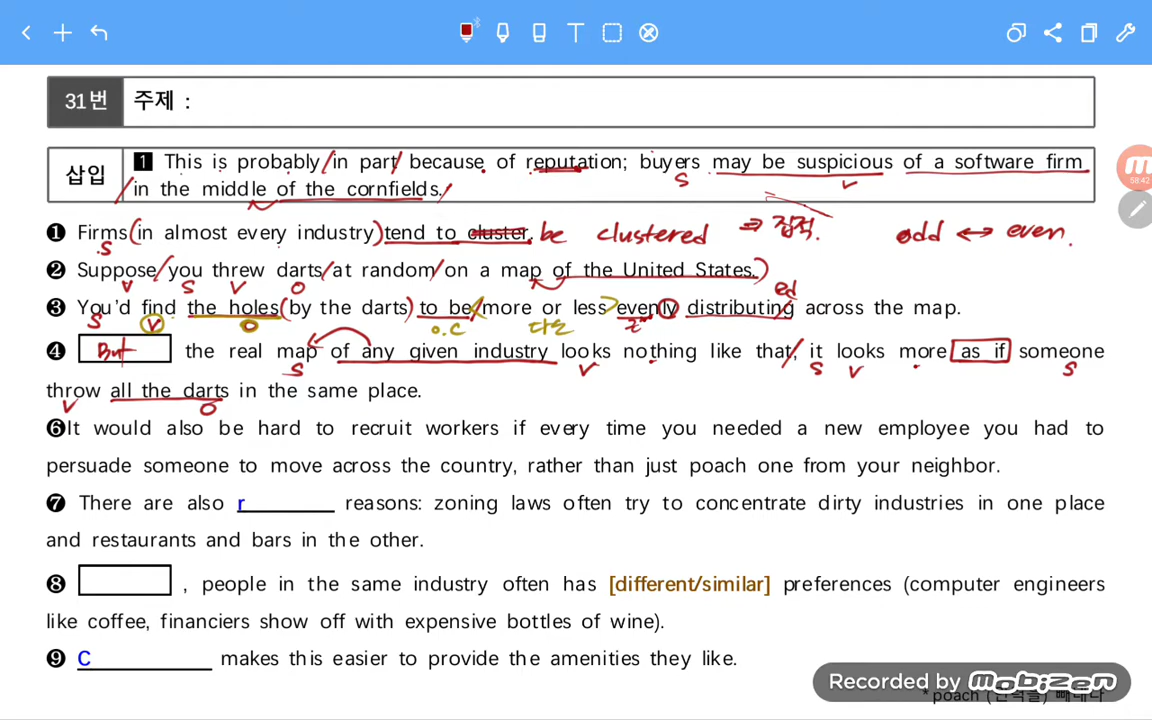 31번 주제 :
삽입 1 This is probably in part because of reputation; buyers may be suspicious of a software firm
58:42
in the middle of the cornfields.
S V
❶ Firms in almost every industry tend to cluster. be clustered ⇒ 집적. odd ↔ even.
S
❷ Suppose you threw darts at random on a map of the United States.
V S V O
ed
❸ You'd find the holes (by the darts) to be more or less evenly distributing across the map.
S V O O.C 다소
❹ But the real map of any given industry looks nothing like that, it looks more as if someone
S V S V S
throw all the darts in the same place.
V O
❻It would also be hard to recruit workers if every time you needed a new employee you had to
persuade someone to move across the country, rather than just poach one from your neighbor.
❼ There are also r________ reasons: zoning laws often try to concentrate dirty industries in one place
and restaurants and bars in the other.
❽ , people in the same industry often has [different/similar] preferences (computer engineers
like coffee, financiers show off with expensive bottles of wine).
❾ C___________ makes this easier to provide the amenities they like.
Recorded by mobizen
* poach